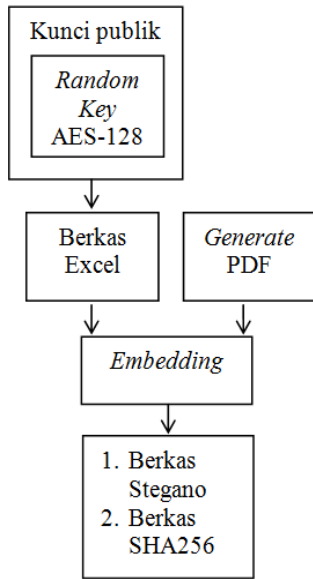 Kunci publik
Random
Key
AES-128
Berkas
Excel
Generate
PDF
Embedding
1. Berkas
Stegano
2. Berkas
SHA256